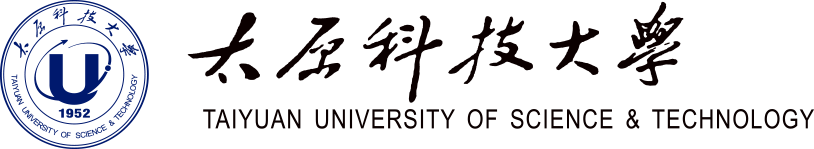 太原科技大學
U
1952
TAIYUAN UNIVERSITY OF SCIENCE & TECHNOLOGY
太原科技大學
TAIYUAN UNIVERSITY OF SCIENCE & TECHNOLOGY